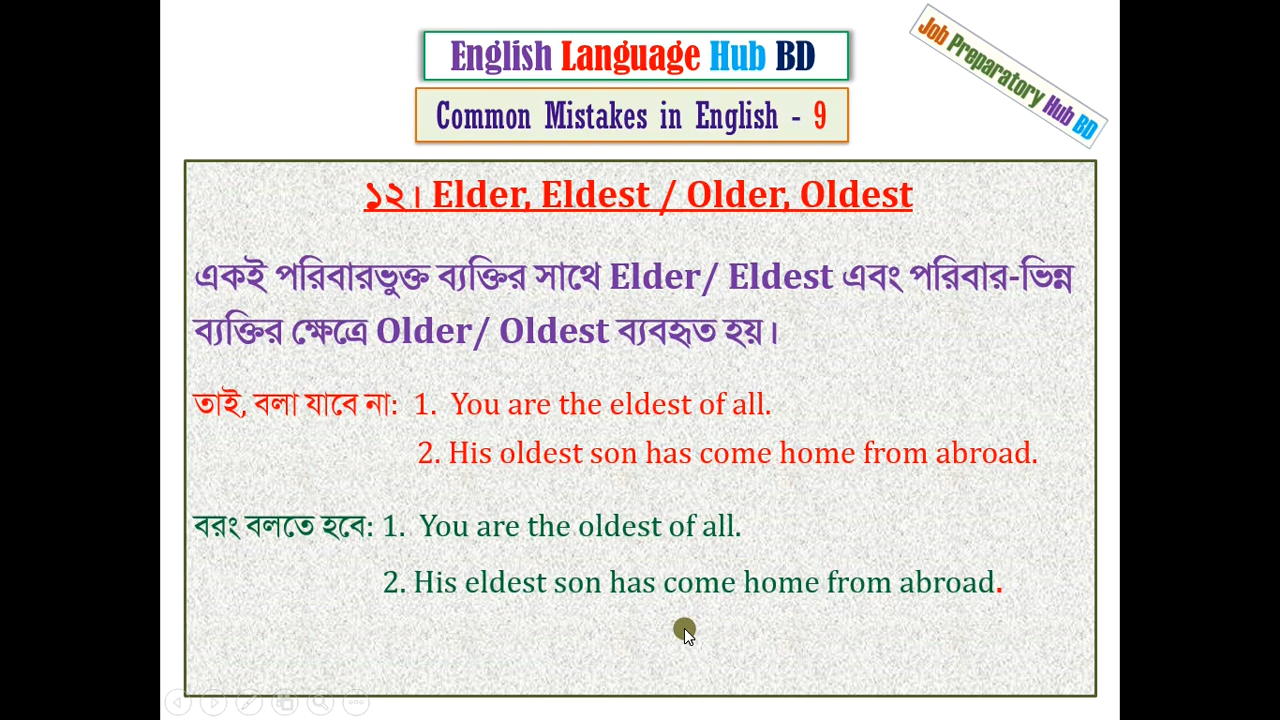 English Language Hub BD
Job Preparatory Hub BD
Common Mistakes in English - 9
১২। Elder, Eldest / Older, Oldest
একই পরিবারভুক্ত ব্যক্তির সাথে Elder/ Eldest এবং পরিবার-ভিন্ন
ব্যক্তির ক্ষেত্রে Older/ Oldest ব্যবহৃত হয়।
তাই, বলা যাবে না: 1. You are the eldest of all.
2. His oldest son has come home from abroad.
বরং বলতে হবে: 1. You are the oldest of all.
2. His eldest son has come home from abroad.